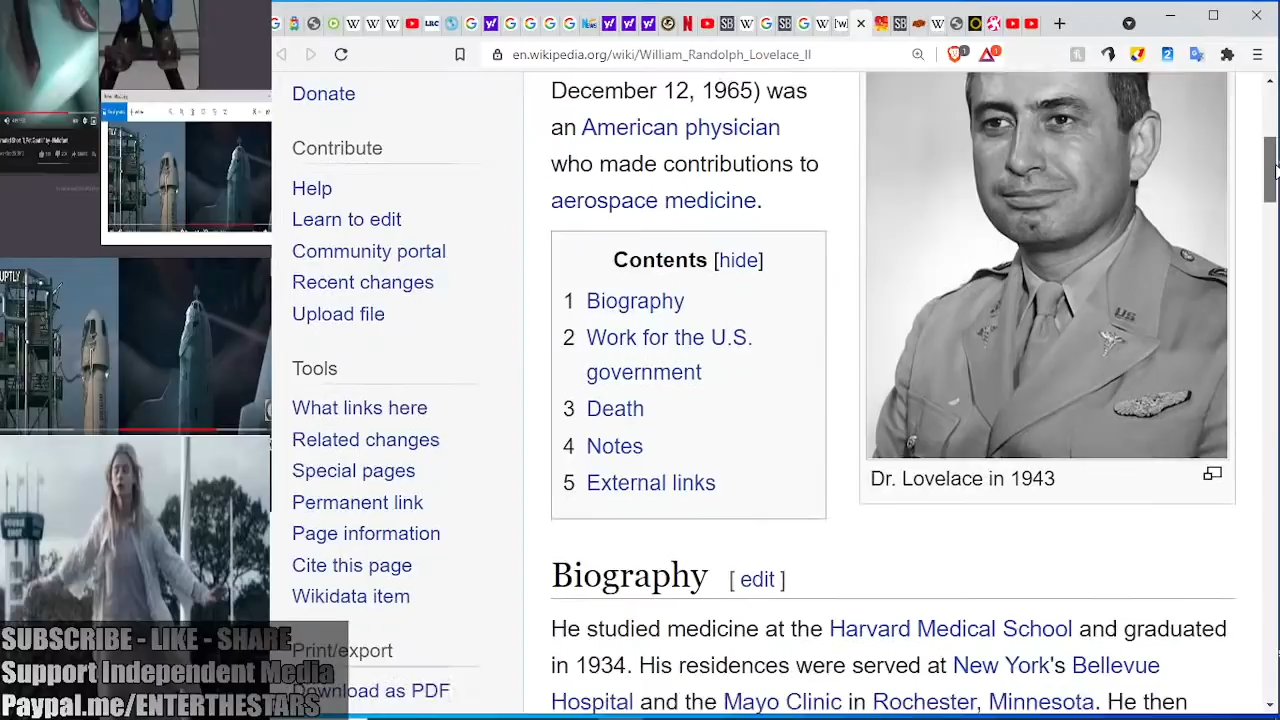 en.wikipedia.org/wiki/William_Randolph_Lovelace_II
Donate
Contribute
Help
Learn to edit
Community portal
Recent changes
Upload file
Tools
What links here
Related changes
Special pages
Permanent link
Page information
Cite this page
Wikidata item
Print/export
Download as PDF
December 12, 1965) was
an American physician
who made contributions to
aerospace medicine.
Contents [hide]
1 Biography
2 Work for the U.S.
government
3 Death
4 Notes
5 External links
US
Dr. Lovelace in 1943
Biography [ edit ]
He studied medicine at the Harvard Medical School and graduated
in 1934. His residences were served at New York's Bellevue
Hospital and the Mayo Clinic in Rochester, Minnesota. He then
SUBSCRIBE - LIKE - SHARE
Support Independent Media
Paypal.me/ENTERTHESTARS